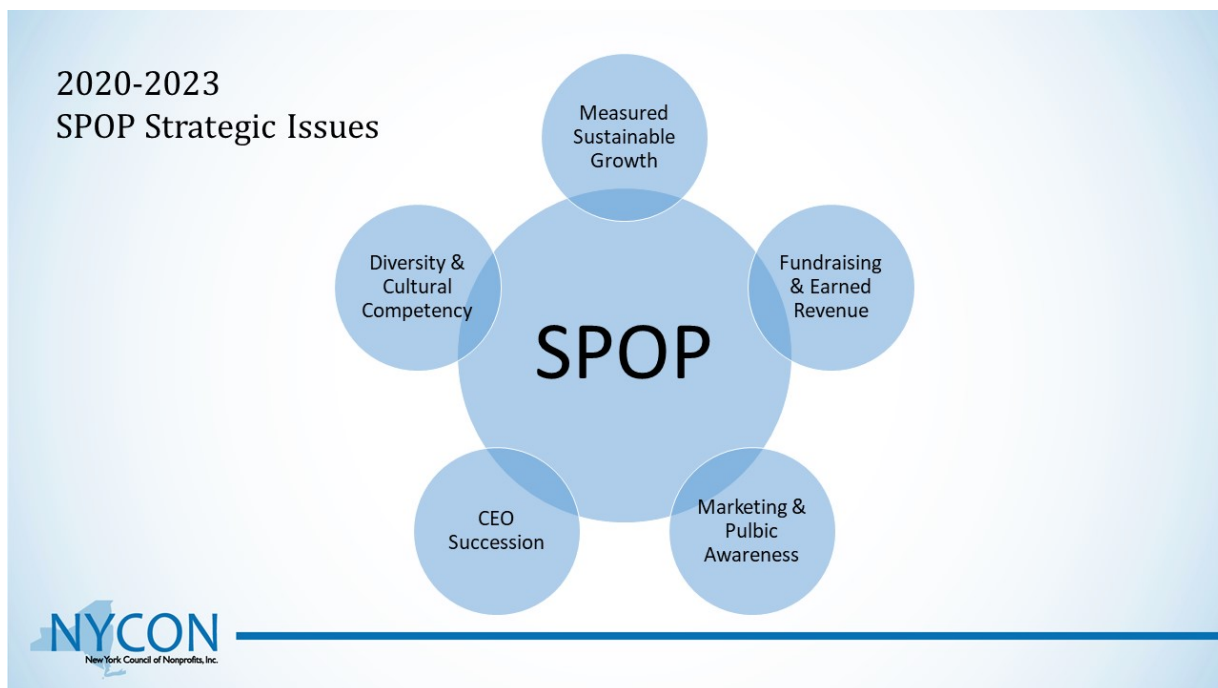 2020-2023
SPOP Strategic Issues
Measured
Sustainable
Growth
Diversity &
Cultural
Competency
Fundraising
& Earned
Revenue
SPOP
CEO
Succession
Marketing &
Pulbic
Awareness
NYCON
New York Council of Nonprofits, Inc.